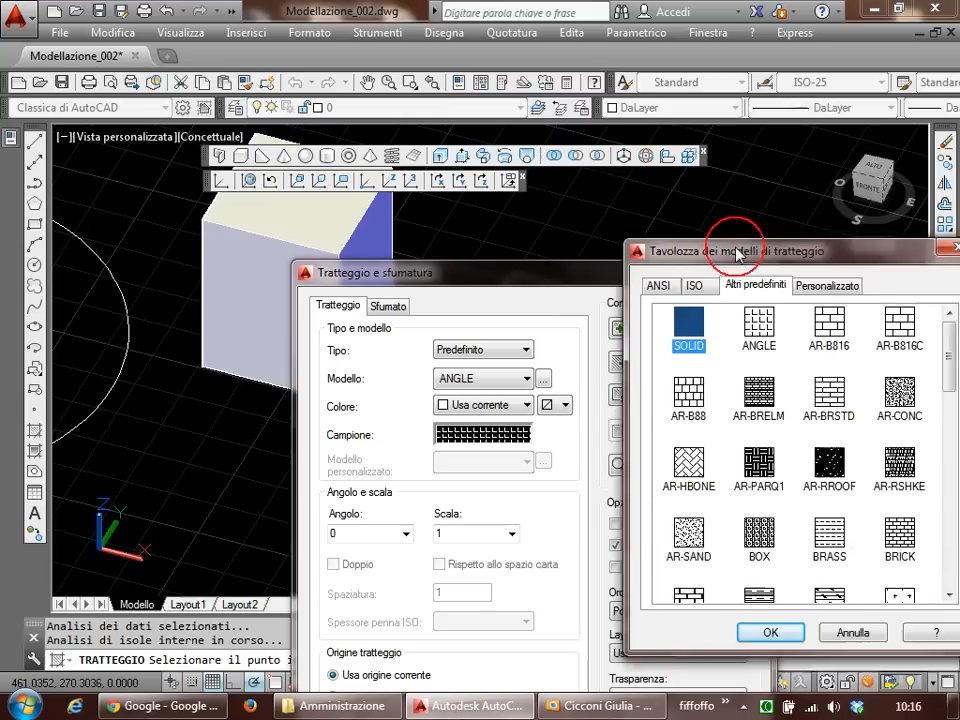 Modellazione_002.dwg
Digitare parola chiave o frase
Accedi
File
Modifica
Visualizza
Inserisci
Formato
Strumenti
Disegna
Quotatura
Edita
Parametrico
Finestra
?
Express
Modellazione_002*
Standard
ISO-25
Standard
Classica di AutoCAD
0
DaLayer
DaLayer
[−][Vista personalizzata][Concettuale]
ALTO
FRONTE
O
E
S
Tratteggio e sfumatura
Tratteggio
Sfumato
Tipo e modello
Tipo:
Predefinito
Modello:
ANGLE
...
Colore:
Usa corrente
Campione:
Modello
personalizzato:
...
Angolo e scala
Angolo:
Scala:
0
1
Doppio
Rispetto allo spazio carta
Spaziatura:
1
Spessore penna ISO:
Origine tratteggio
Usa origine corrente
Trasparenza:
Tavolozza dei modelli di tratteggio
ANSI
ISO
Altri predefiniti
Personalizzato
SOLID
ANGLE
AR-B816
AR-B816C
AR-B88
AR-BRELM
AR-BRSTD
AR-CONC
AR-HBONE
AR-PARQ1
AR-RROOF
AR-RSHKE
AR-SAND
BOX
BRASS
BRICK
OK
Annulla
?
Z
Y
X
Modello
Layout1
Layout2
Analisi dei dati selezionati...
Analisi di isole interne in corso...
TRATTEGGIO Selezionare il punto i
461.0352, 270.3036, 0.0000
Google - Google ...
Amministrazione
Autodesk AutoC...
Cicconi Giulia - ...
fiffoffo
»
10:16